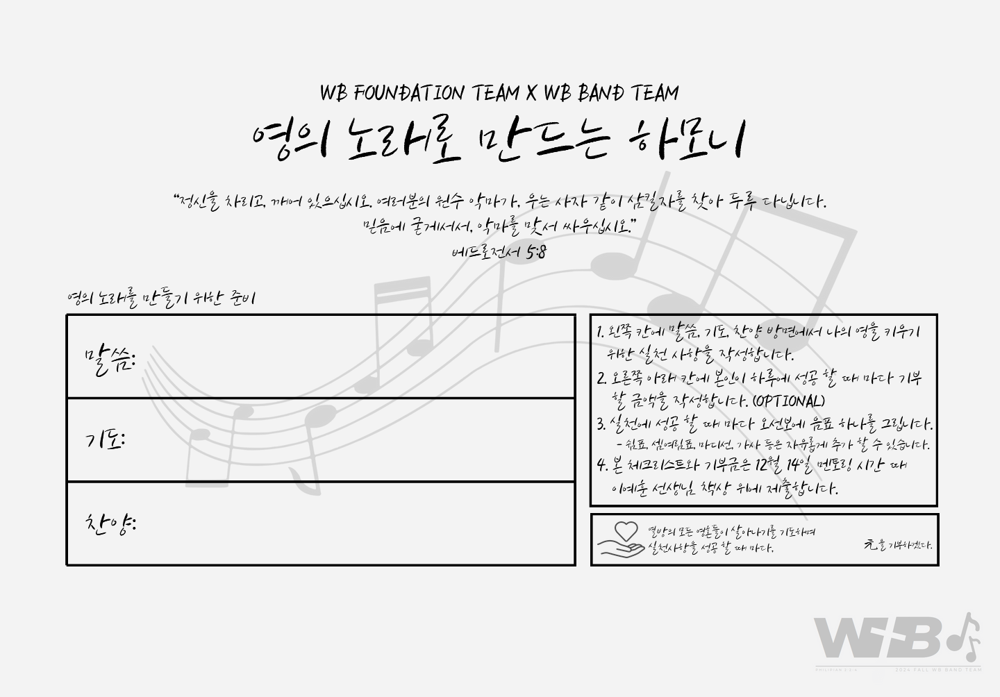 WB FOUNDATION TEAM X WB BAND TEAM
영의 노래로 만드는 하모니
“정신을 차리고, 깨어 있으십시오. 여러분의 원수 악마가, 우는 사자 같이 삼킬 자를 찾아 두루 다닙니다.
믿음에 굳게 서서, 악마를 맞서 싸우십시오.”
베드로전서 5:8
영의 노래를 만들기 위한 준비
말씀:
기도:
찬양:
1. 왼쪽 칸에 말씀, 기도, 찬양 방면에서 나의 영을 키우기
위한 실천 사항을 작성합니다.
2. 오른쪽 아래 칸에 본인이 하루에 성공 할 때 마다 기부
할 금액을 작성합니다. (OPTIONAL)
3. 실천에 성공 할 때 마다 오선보에 음표 하나를 그립니다.
- 쉼표, 셈여림표, 마디선, 가사 등은 자유롭게 추가 할 수 있습니다.
4. 본 체크리스트와 기부금은 12월 14일 멘토링 시간 때
이예훈 선생님 책상 위에 제출합니다.
열방의 모든 영혼들이 살아나기를 기도하며
실천사항을 성공 할 때 마다,
元을 기부하겠다.
WB
2024 FALL WB BAND TEAM